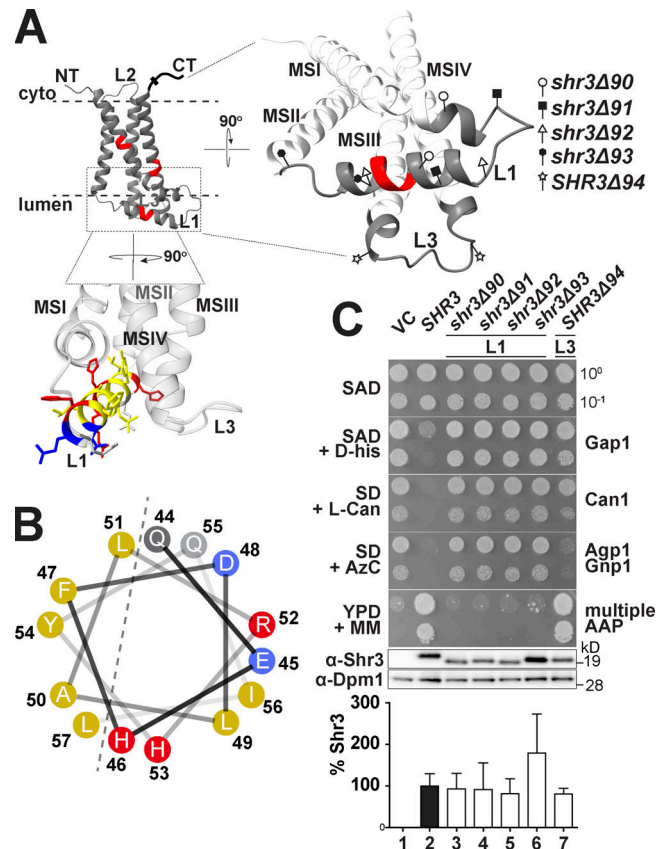 A
NT
L2
CT
cyto
lumen
L1
90º
90º
MSI
MSII
MSIII
MSIV
L1
L3
shr3Δ90
shr3Δ91
shr3Δ92
shr3Δ93
SHR3Δ94
MSI
MSII
MSIII
MSIV
L3
L1
B
51
L
44
Q
55
Q
48
D
47
F
52
R
54
Y
45
E
50
A
56
I
57
L
49
L
46
H
53
H
C
VC
SHR3
shr3Δ90
shr3Δ91
shr3Δ92
shr3Δ93
SHR3Δ94
L1
L3
SAD
10⁰
10⁻¹
SAD
+ D-his
Gap1
SD
+ L-Can
Can1
SD
+ AzC
Agp1
Gnp1
YPD
+ MM
multiple
AAP
kD
α-Shr3
19
α-Dpm1
28
% Shr3
300
200
100
0
1 2 3 4 5 6 7